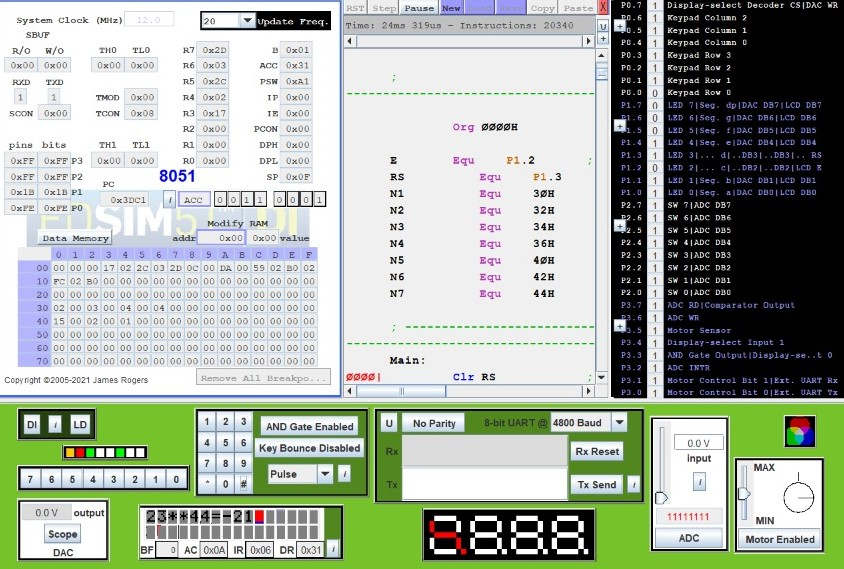 System Clock (MHz) 12.0 20 Update Freq.
SBUF
R/O W/O TH0 TL0 R7 0x2D B 0x01
0x00 0x00 0x00 0x00 R6 0x03 ACC 0x31
RXD TXD R5 0x2C PSW 0xA1
1 1 TMOD 0x00 R4 0x02 IP 0x00
SCON 0x00 TCON 0x08 R3 0x17 IE 0x00
R2 0x00 PCON 0x00
pins bits TH1 TL1 R1 0x00 DPH 0x00
0xFF 0xFF P3 0x00 0x00 R0 0x00 DPL 0x00
0xFF 0xFF P2 8051 SP 0x0F
0x1B 0x1B P1 PC
0xFE 0xFE P0 0x3DC1 i ACC 0 0 1 1 0 0 0 1
Modify RAM
Data Memory addr 0x00 0x00 value
0 1 2 3 4 5 6 7 8 9 A B C D E F
00 00 00 00 17 02 2C 03 2D 0C 00 DA 00 59 02 B0 02
10 FC 02 B0 00 00 00 00 00 00 00 00 00 00 00 00 00
20 00 00 00 00 00 00 00 00 00 00 00 00 00 00 00 00
30 02 00 03 00 04 00 04 00 00 00 00 00 00 00 00 00
40 15 00 02 00 01 00 00 00 00 00 00 00 00 00 00 00
50 00 00 00 00 00 00 00 00 00 00 00 00 00 00 00 00
60 00 00 00 00 00 00 00 00 00 00 00 00 00 00 00 00
70 00 00 00 00 00 00 00 00 00 00 00 00 00 00 00 00
Copyright ©2005-2021 James Rogers Remove All Breakpo...
RST Step Pause New Copy Paste X
Time: 24ms 319us - Instructions: 20340
;
Org 0000H
E Equ P1.2 ;
RS Equ P1.3
N1 Equ 30H
N2 Equ 32H
N3 Equ 34H
N4 Equ 36H
N5 Equ 40H
N6 Equ 42H
N7 Equ 44H
; 
Main:
0000| Clr RS ;
P0.7 1 Display-select Decoder CS|DAC WR
P0.6 1 Keypad Column 2
P0.5 1 Keypad Column 1
P0.4 1 Keypad Column 0
P0.3 1 Keypad Row 3
P0.2 1 Keypad Row 2
P0.1 1 Keypad Row 1
P0.0 0 Keypad Row 0
P1.7 0 LED 7|Seg. dp|DAC DB7|LCD DB7
P1.6 0 LED 6|Seg. g|DAC DB6|LCD DB6
P1.5 0 LED 5|Seg. f|DAC DB5|LCD DB5
P1.4 1 LED 4|Seg. e|DAC DB4|LCD DB4
P1.3 1 LED 3|... d|..DB3|..DB3|.. RS
P1.2 0 LED 2|... c|..DB2|..DB2|LCD E
P1.1 1 LED 1|Seg. b|DAC DB1|LCD DB1
P1.0 1 LED 0|Seg. a|DAC DB0|LCD DB0
P2.7 1 SW 7|ADC DB7
P2.6 1 SW 6|ADC DB6
P2.5 1 SW 5|ADC DB5
P2.4 1 SW 4|ADC DB4
P2.3 1 SW 3|ADC DB3
P2.2 1 SW 2|ADC DB2
P2.1 1 SW 1|ADC DB1
P2.0 1 SW 0|ADC DB0
P3.7 1 ADC RD|Comparator Output
P3.6 1 ADC WR
P3.5 1 Motor Sensor
P3.4 1 Display-select Input 1
P3.3 1 AND Gate Output|Display-se..t 0
P3.2 1 ADC INTR
P3.1 1 Motor Control Bit 1|Ext. UART Rx
P3.0 1 Motor Control Bit 0|Ext. UART Tx
DI i LD
7 6 5 4 3 2 1 0
0.0 V output
Scope
DAC
1 2 3
4 5 6
7 8 9
* 0 #
AND Gate Enabled
Key Bounce Disabled
Pulse i
23**44=-21
BF 0 AC 0x0A IR 0x06 DR 0x31 i
U No Parity 8-bit UART @ 4800 Baud
Rx Rx Reset
Tx Tx Send i
0.0 V
input
i
11111111
ADC
MAX
MIN
Motor Enabled